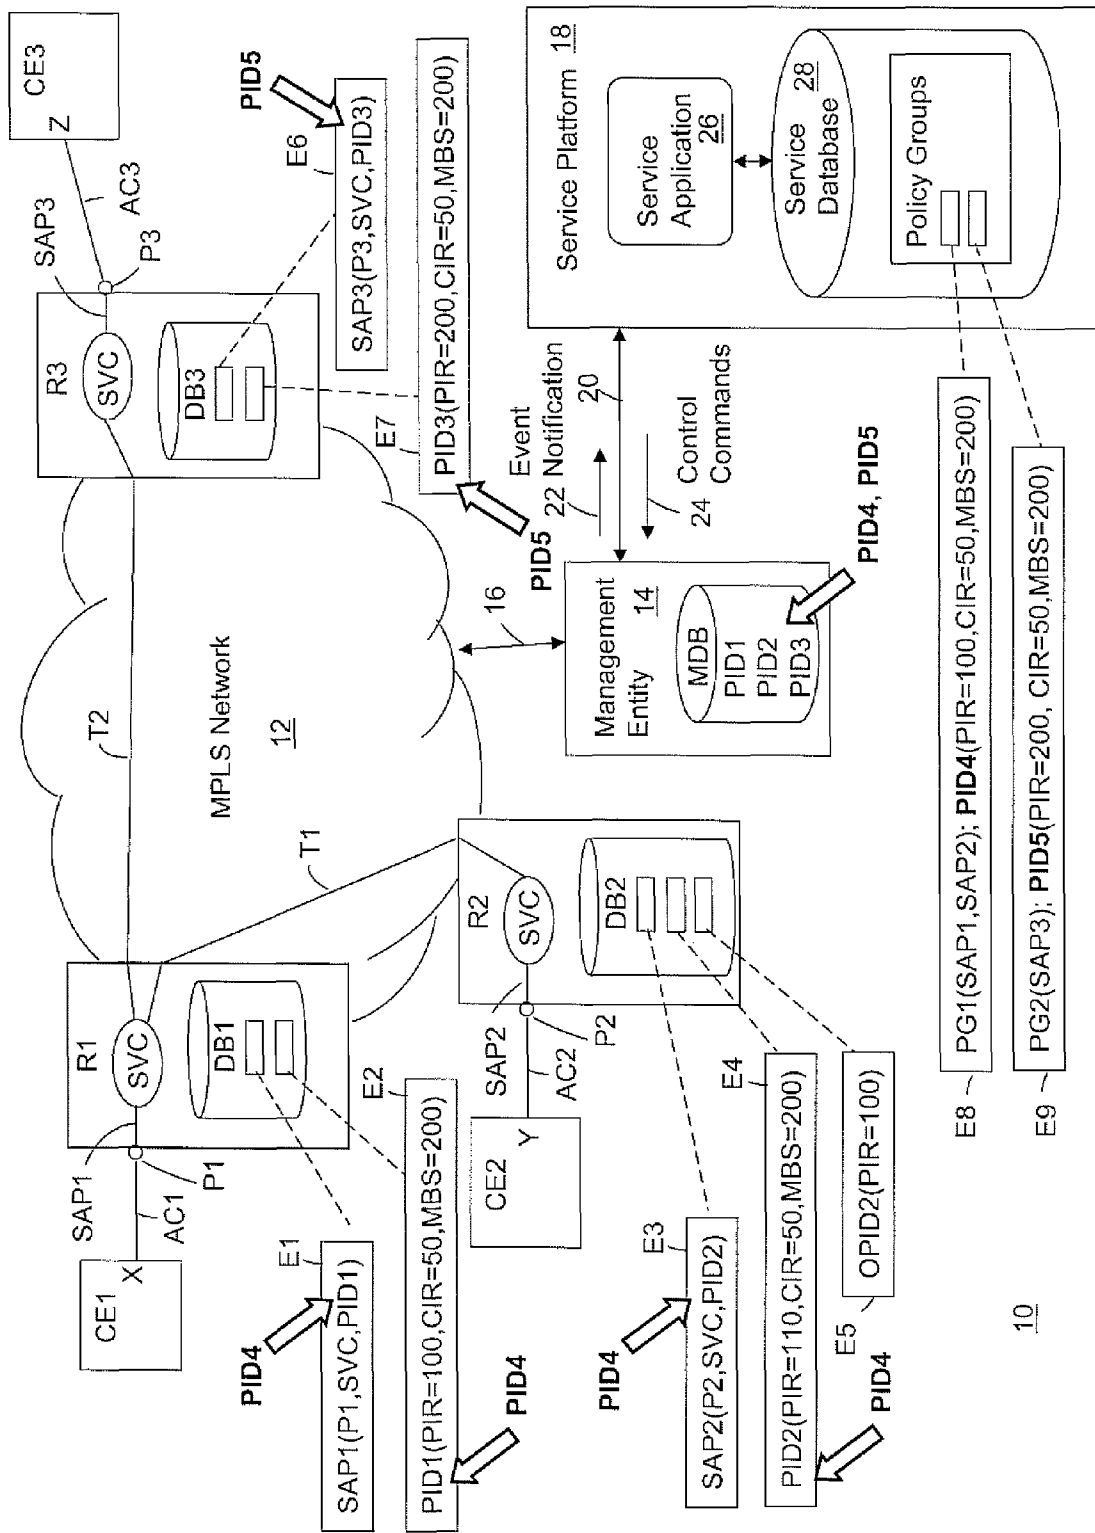 CE1
X
SAP1
AC1
P1
R1
SVC
DB1
E1
SAP1(P1,SVC,PID1)
PID4
E2
PID1(PIR=100,CIR=50,MBS=200)
PID4
T2
MPLS Network
12
T1
R3
SVC
DB3
SAP3
P3
AC3
CE3
Z
PID5
E6
SAP3(P3,SVC,PID3)
E7
PID3(PIR=200,CIR=50,MBS=200)
PID5
CE2
Y
SAP2
AC2
P2
R2
SVC
DB2
E3
SAP2(P2,SVC,PID2)
PID4
E4
PID2(PIR=110,CIR=50,MBS=200)
PID4
E5
OPID2(PIR=100)
16
Management
Entity
14
MDB
PID1
PID2
PID3
PID4, PID5
Event
22 Notification
20
24
Control
Commands
Service Platform 18
Service
Application
26
Service
Database
28
Policy Groups
E8
PG1(SAP1,SAP2); PID4(PIR=100,CIR=50,MBS=200)
E9
PG2(SAP3); PID5(PIR=200, CIR=50,MBS=200)
10